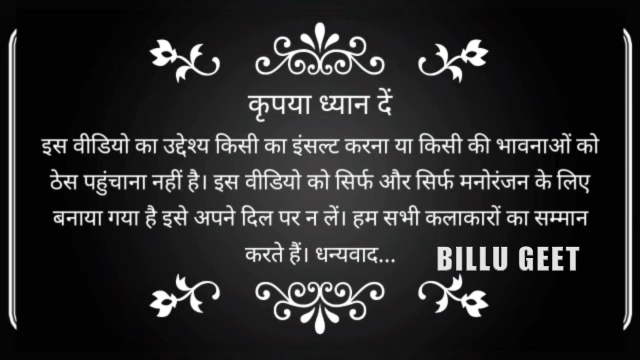 कृपया ध्यान दें
इस वीडियो का उद्देश्य किसी का इंसल्ट करना या किसी की भावनाओं को
ठेस पहुंचाना नहीं है। इस वीडियो को सिर्फ और सिर्फ मनोरंजन के लिए
बनाया गया है इसे अपने दिल पर न लें। हम सभी कलाकारों का सम्मान
करते हैं। धन्यवाद...
BILLU GEET